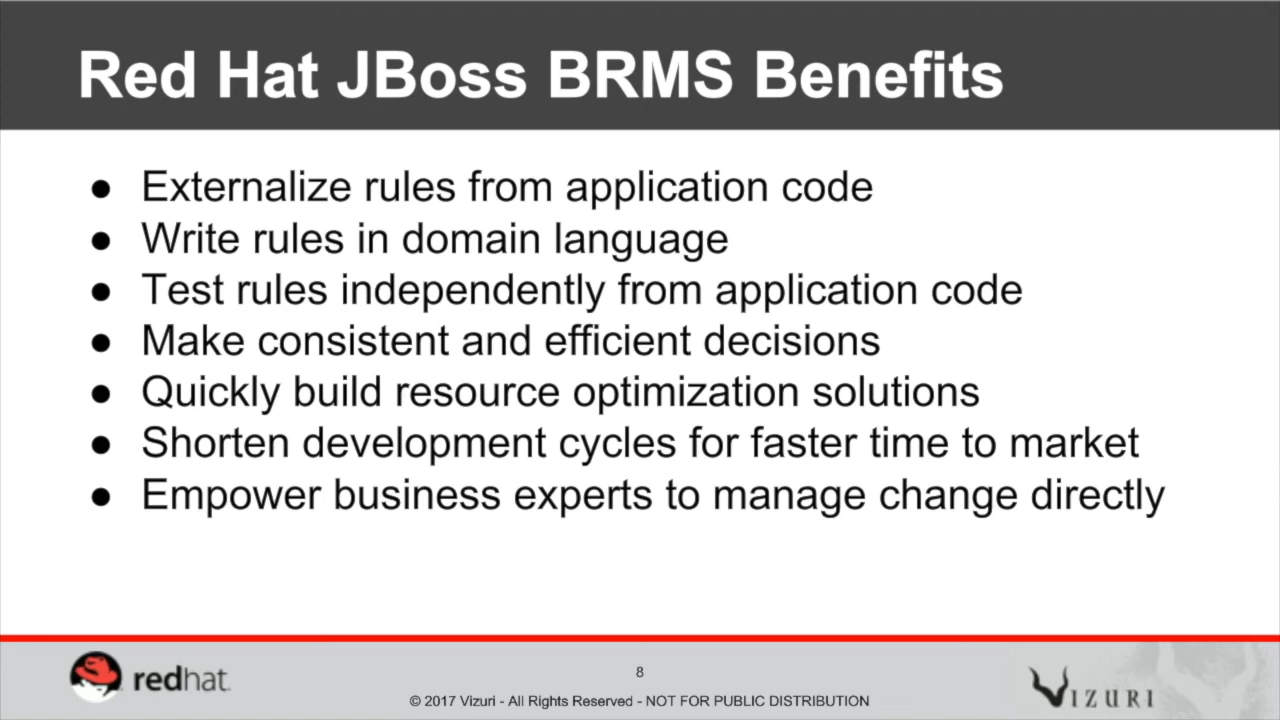 Red Hat JBoss BRMS Benefits
● Externalize rules from application code
● Write rules in domain language
● Test rules independently from application code
● Make consistent and efficient decisions
● Quickly build resource optimization solutions
● Shorten development cycles for faster time to market
● Empower business experts to manage change directly
redhat.
8
© 2017 Vizuri - All Rights Reserved - NOT FOR PUBLIC DISTRIBUTION
VIZURI